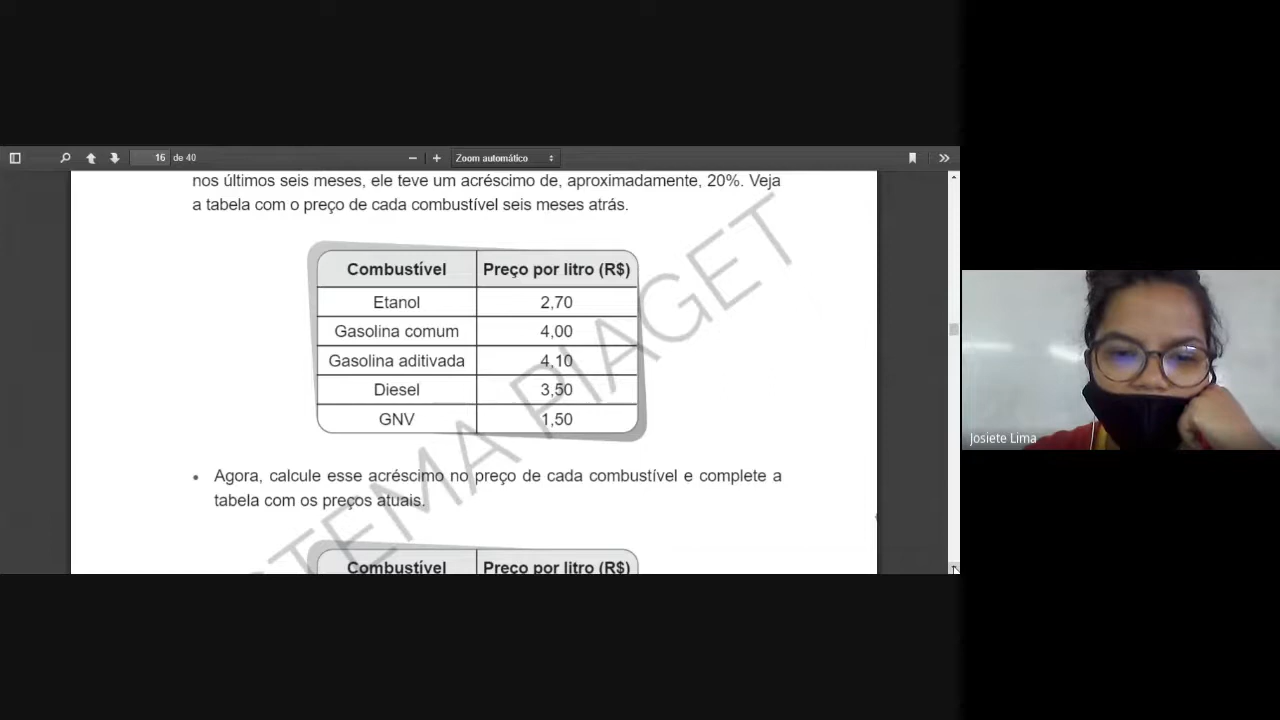 16 de 40
Zoom automático
nos últimos seis meses, ele teve um acréscimo de, aproximadamente, 20%. Veja
a tabela com o preço de cada combustível seis meses atrás.
Combustível Preço por litro (R$)
Etanol 2,70
Gasolina comum 4,00
Gasolina aditivada 4,10
Diesel 3,50
GNV 1,50
• Agora, calcule esse acréscimo no preço de cada combustível e complete a
tabela com os preços atuais.
Combustível Preço por litro (R$)
STEMA PIAGET
Josiete Lima